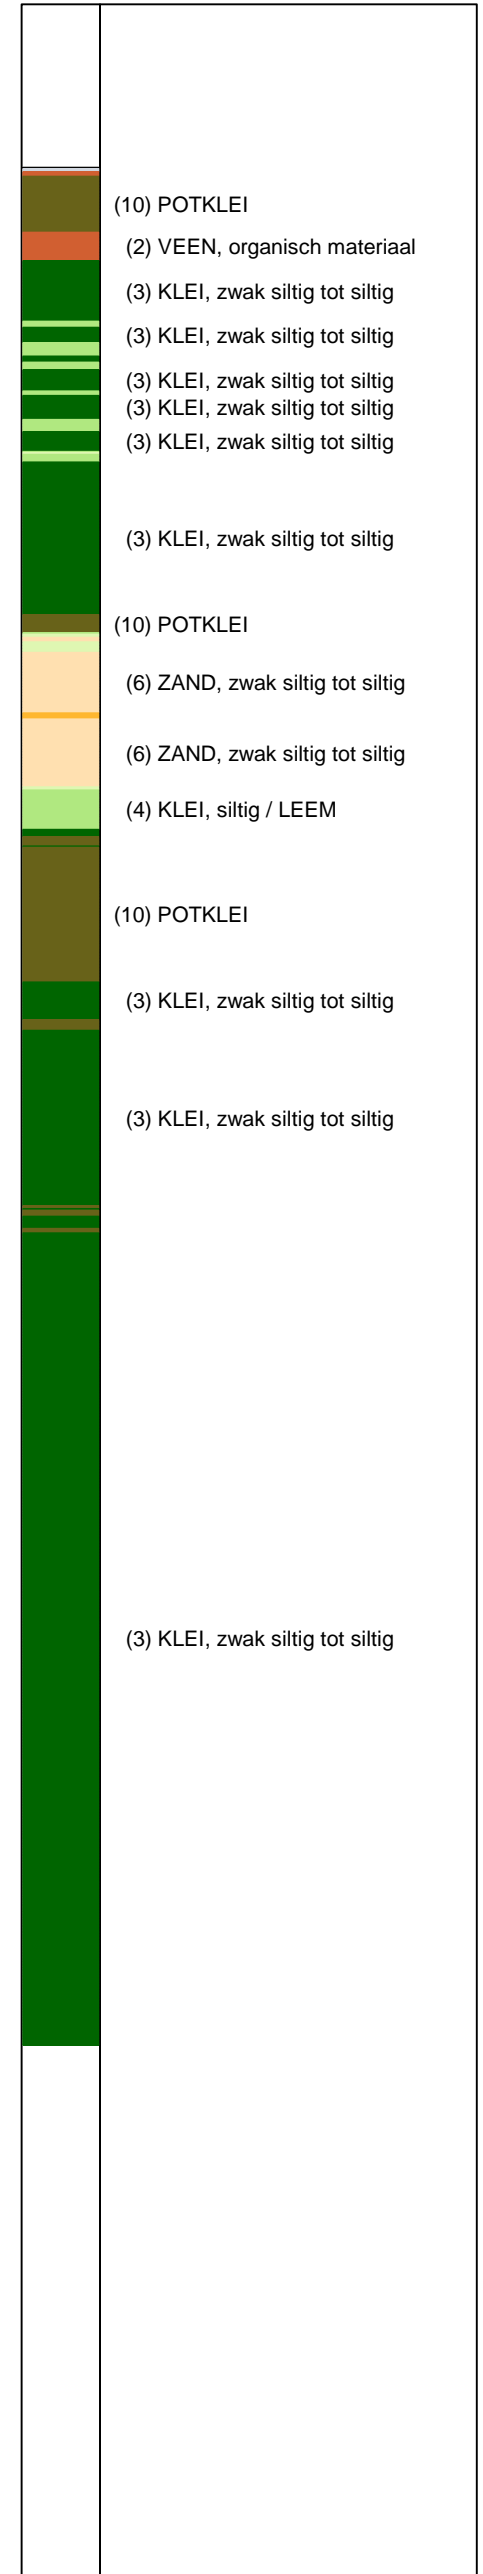 (10) POTKLEI
(2) VEEN, organisch materiaal
(3) KLEI, zwak siltig tot siltig
(3) KLEI, zwak siltig tot siltig
(3) KLEI, zwak siltig tot siltig
(3) KLEI, zwak siltig tot siltig
(3) KLEI, zwak siltig tot siltig
(3) KLEI, zwak siltig tot siltig
(10) POTKLEI
(6) ZAND, zwak siltig tot siltig
(6) ZAND, zwak siltig tot siltig
(4) KLEI, siltig / LEEM
(10) POTKLEI
(3) KLEI, zwak siltig tot siltig
(3) KLEI, zwak siltig tot siltig
(3) KLEI, zwak siltig tot siltig